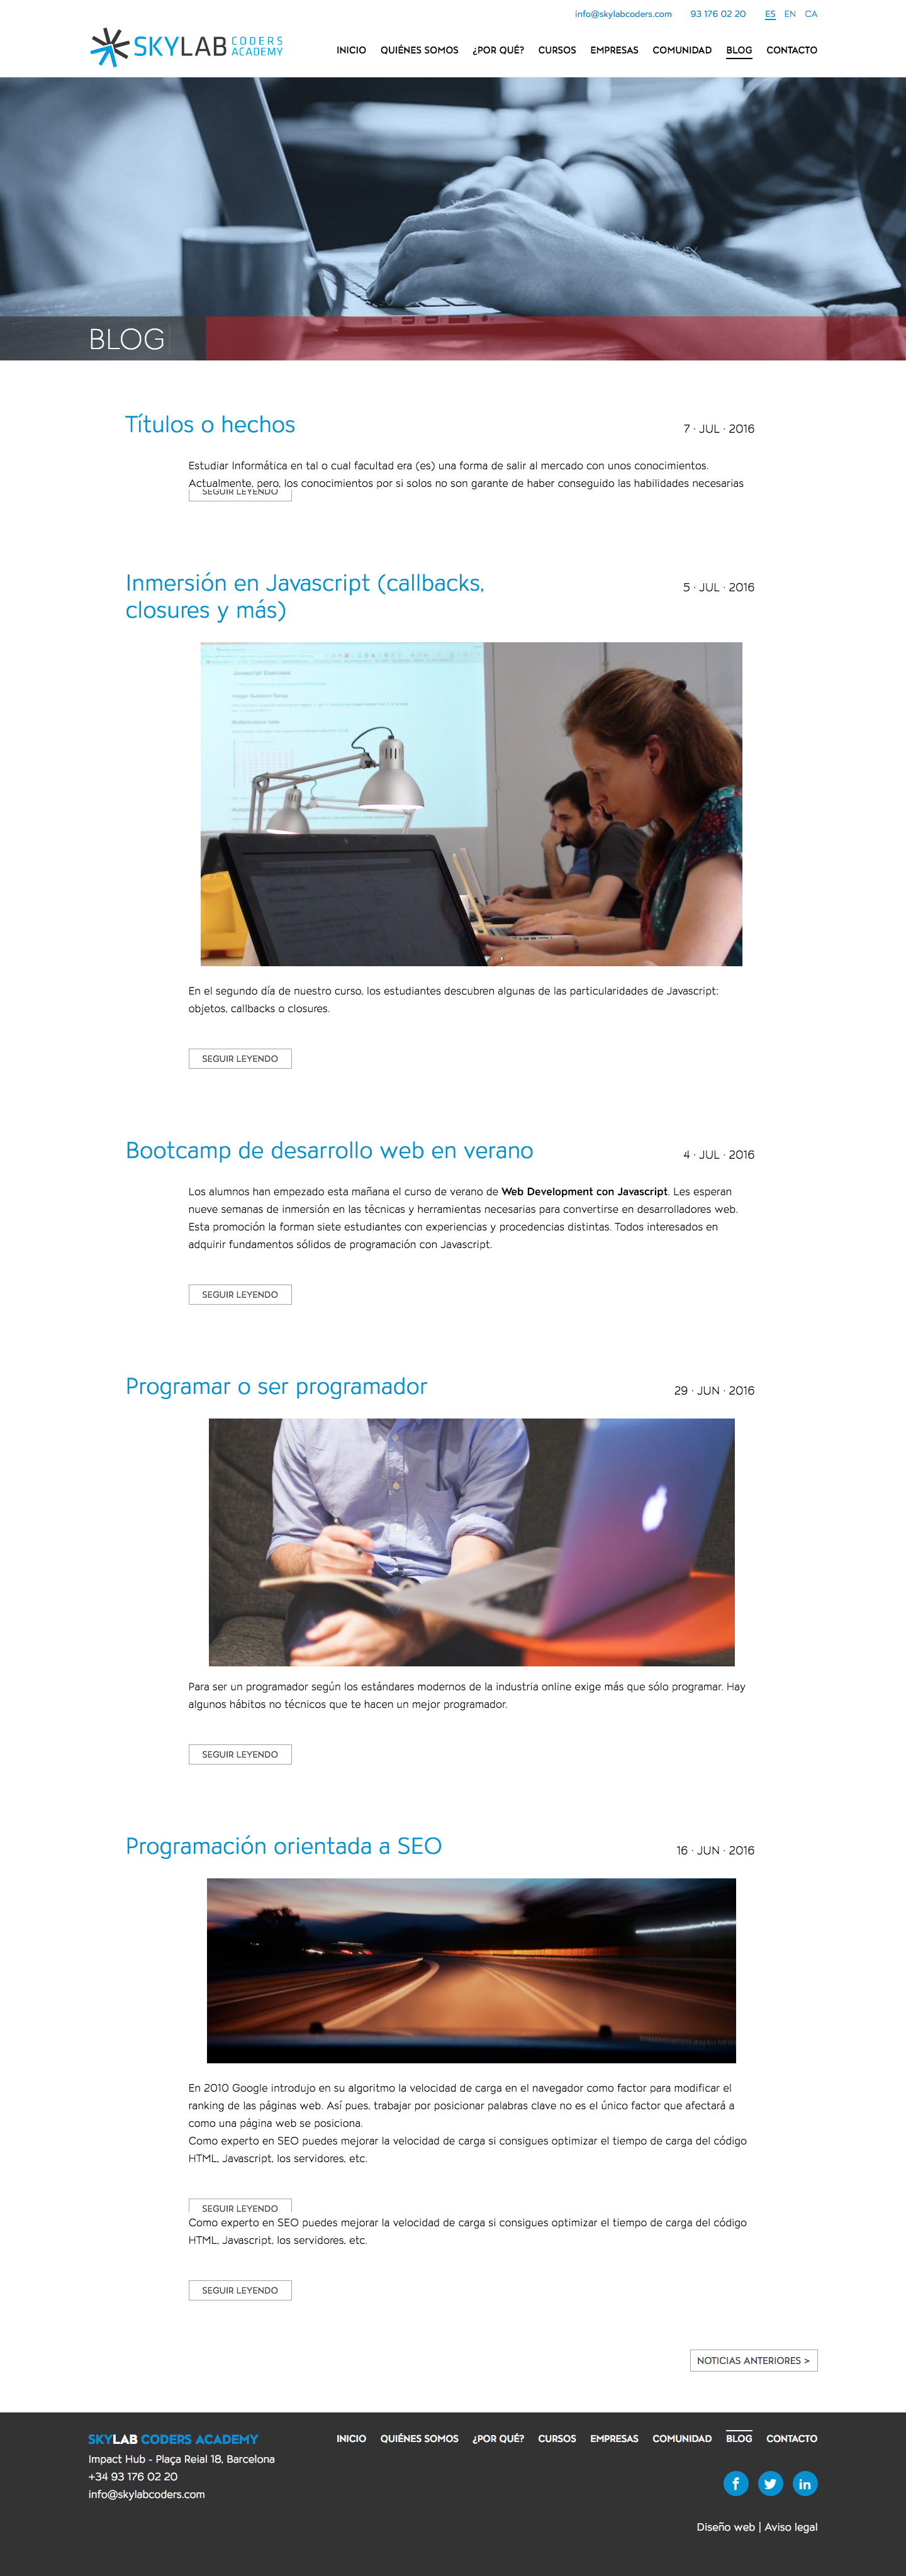 info@skylabcoders.com 93 176 02 20 ES EN CA
SKYLAB CODERS ACADEMY
INICIO QUIÉNES SOMOS ¿POR QUÉ? CURSOS EMPRESAS COMUNIDAD BLOG CONTACTO
BLOG
Títulos o hechos 7 · JUL · 2016
Estudiar Informática en tal o cual facultad era (es) una forma de salir al mercado con unos conocimientos.
Actualmente, pero, los conocimientos por si solos no son garante de haber conseguido las habilidades necesarias
SEGUIR LEYENDO
Inmersión en Javascript (callbacks, 5 · JUL · 2016
closures y más)
Javascript Exercises
En el segundo día de nuestro curso, los estudiantes descubren algunas de las particularidades de Javascript:
objetos, callbacks o closures.
SEGUIR LEYENDO
Bootcamp de desarrollo web en verano 4 · JUL · 2016
Los alumnos han empezado esta mañana el curso de verano de Web Development con Javascript. Les esperan
nueve semanas de inmersión en las técnicas y herramientas necesarias para convertirse en desarrolladores web.
Esta promoción la forman siete estudiantes con experiencias y procedencias distintas. Todos interesados en
adquirir fundamentos sólidos de programación con Javascript.
SEGUIR LEYENDO
Programar o ser programador 29 · JUN · 2016
Para ser un programador según los estándares modernos de la industria online exige más que sólo programar. Hay
algunos hábitos no técnicos que te hacen un mejor programador.
SEGUIR LEYENDO
Programación orientada a SEO 16 · JUN · 2016
En 2010 Google introdujo en su algoritmo la velocidad de carga en el navegador como factor para modificar el
ranking de las páginas web. Así pues, trabajar por posicionar palabras clave no es el único factor que afectará a
como una página web se posiciona.
Como experto en SEO puedes mejorar la velocidad de carga si consigues optimizar el tiempo de carga del código
HTML, Javascript, los servidores, etc.
SEGUIR LEYENDO
Como experto en SEO puedes mejorar la velocidad de carga si consigues optimizar el tiempo de carga del código
HTML, Javascript, los servidores, etc.
SEGUIR LEYENDO
NOTICIAS ANTERIORES >
SKYLAB CODERS ACADEMY INICIO QUIÉNES SOMOS ¿POR QUÉ? CURSOS EMPRESAS COMUNIDAD BLOG CONTACTO
Impact Hub - Plaça Reial 18, Barcelona
+34 93 176 02 20
info@skylabcoders.com
Diseño web | Aviso legal